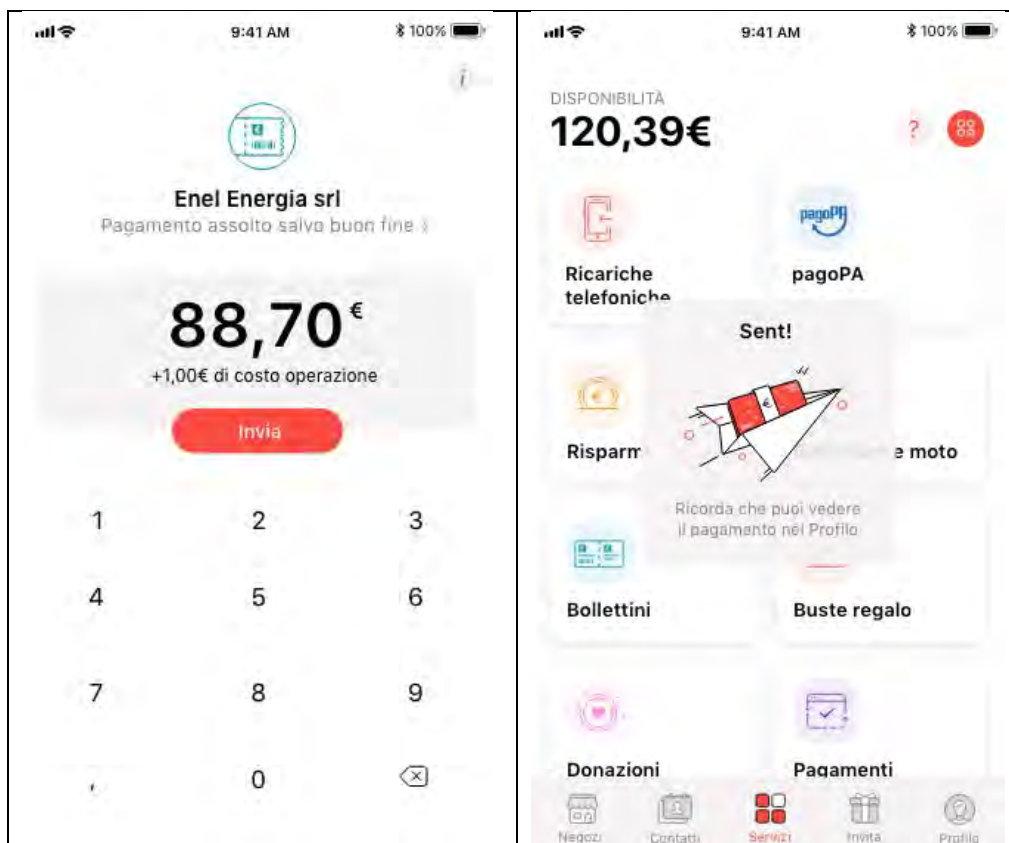 9:41 AM
100%
i
Enel Energia srl
Pagamento assolto salvo buon fine
88,70€
+1,00€ di costo operazione
Invia
1 2 3
4 5 6
7 8 9
, 0
9:41 AM
100%
DISPONIBILITÀ
120,39€
?
pagoPA
Ricariche
telefoniche
pagoPA
Sent!
Risparm
e moto
Ricorda che puoi vedere
il pagamento nel Profilo
Bollettini
Buste regalo
Donazioni
Pagamenti
Negozi
Contatti
Servizi
Invita
Profilo